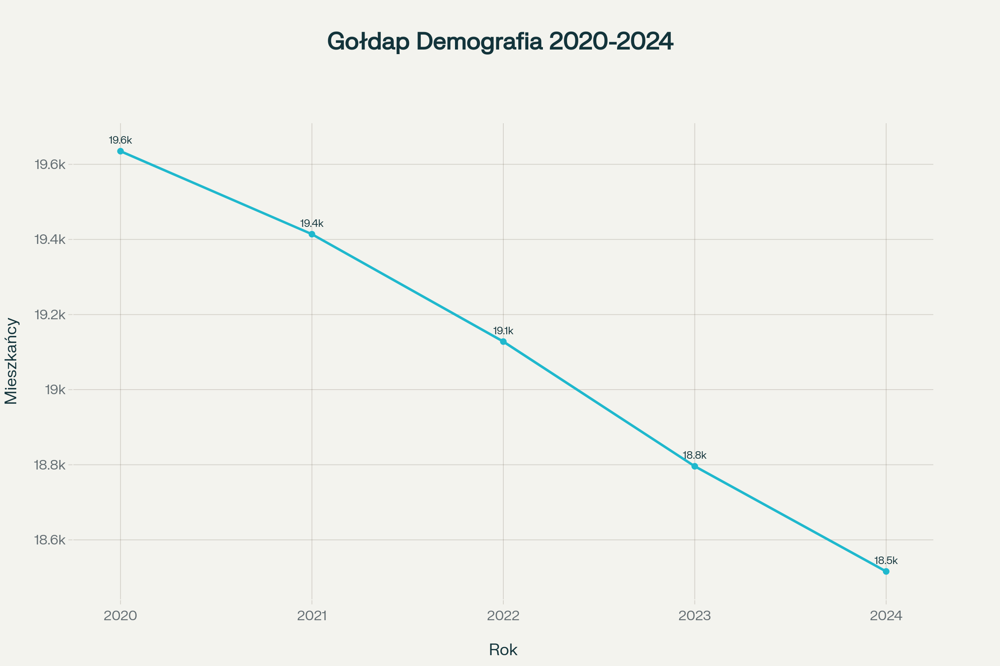 Gołdap Demografia 2020-2024
19.6k
19.6k
19.4k
19.4k
19.2k
19.1k
19k
18.8k
18.8k
18.6k
18.5k
Mieszkańcy
2020
2021
2022
2023
2024
Rok